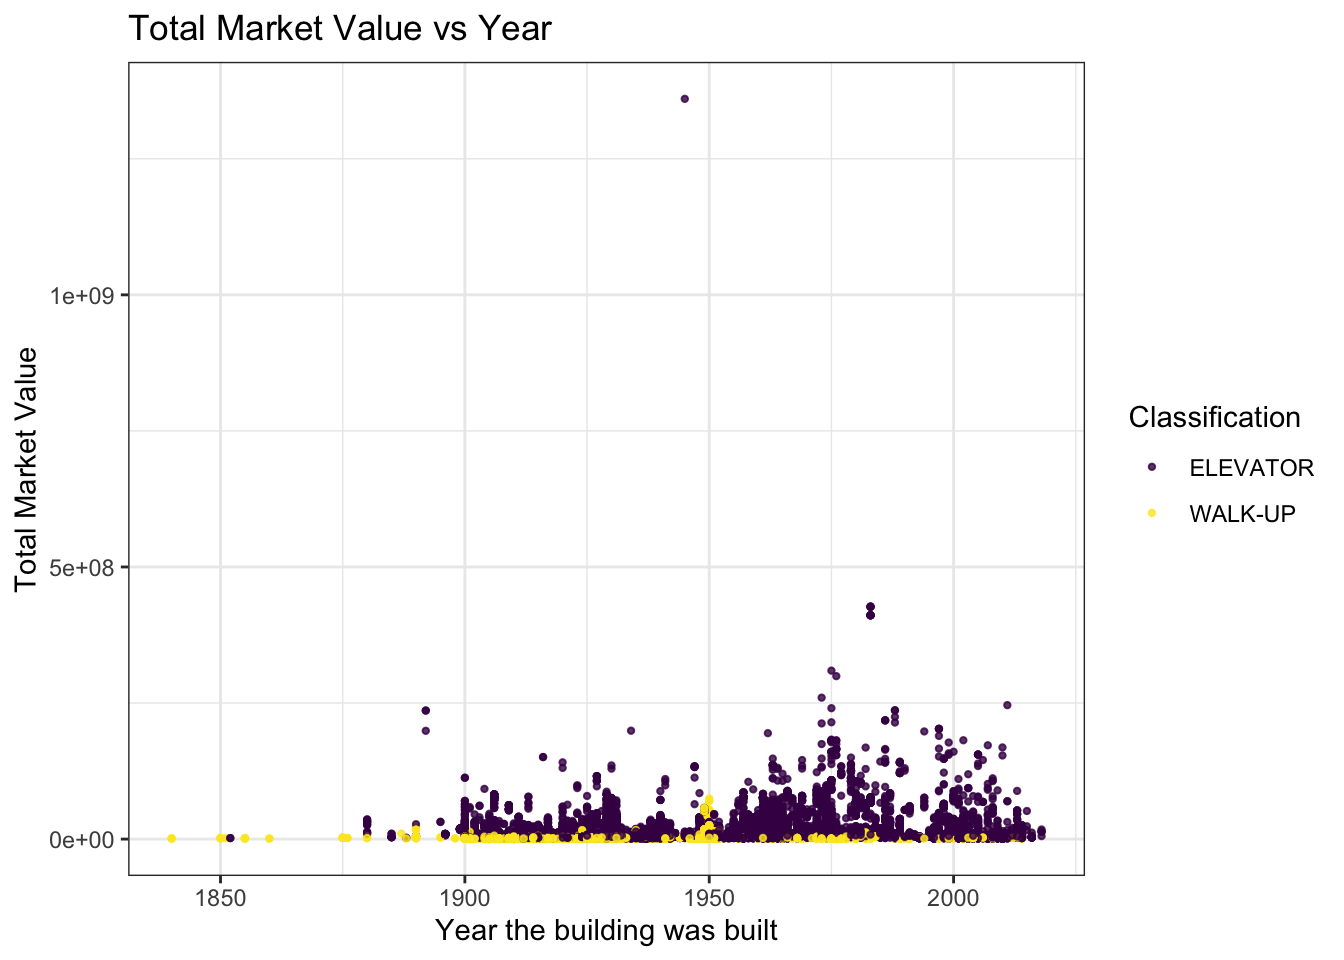 Total Market Value vs Year
Total Market Value
1e+09
5e+08
0e+00
1850
1900
1950
2000
Year the building was built
Classification
ELEVATOR
WALK-UP